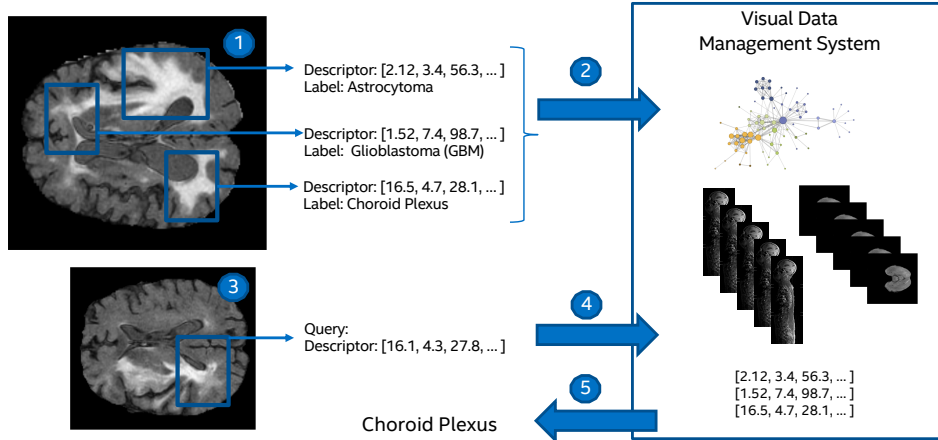 1
Descriptor: [2.12, 3.4, 56.3, ... ]
Label: Astrocytoma
Descriptor: [1.52, 7.4, 98.7, ... ]
Label: Glioblastoma (GBM)
Descriptor: [16.5, 4.7, 28.1, ... ]
Label: Choroid Plexus
2
Visual Data
Management System
3
Query:
Descriptor: [16.1, 4.3, 27.8, ... ]
4
5
Choroid Plexus
[2.12, 3.4, 56.3, ... ]
[1.52, 7.4, 98.7, ... ]
[16.5, 4.7, 28.1, ... ]